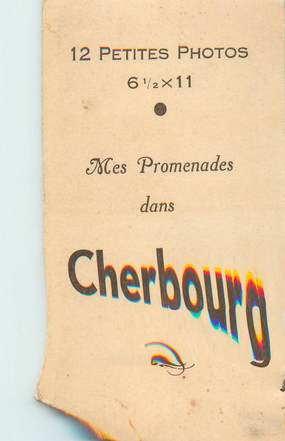 12 PETITES PHOTOS
6 1/2 × 11
Mes Promenades
dans
Cherbourg